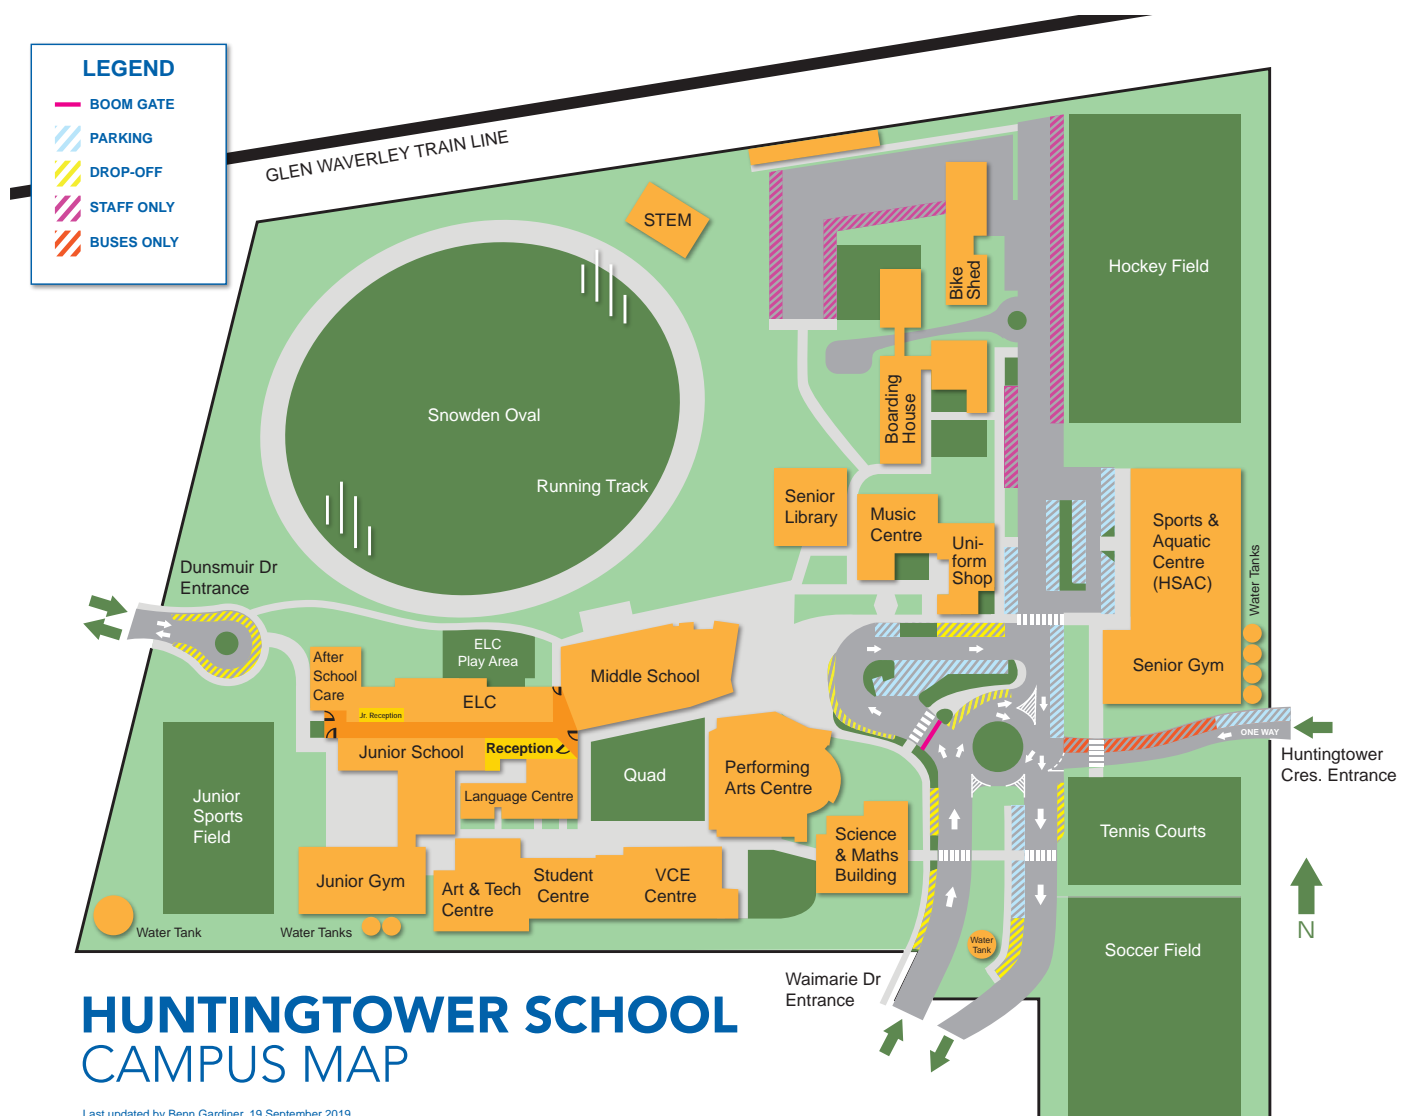 LEGEND
BOOM GATE
PARKING
DROP-OFF
STAFF ONLY
BUSES ONLY
GLEN WAVERLEY TRAIN LINE
STEM
Bike
Shed
Hockey Field
Snowden Oval
Running Track
Boarding
House
Senior
Library
Music
Centre
Uni-
form
Shop
Sports &
Aquatic
Centre
(HSAC)
Water Tanks
Senior Gym
Dunsmuir Dr
Entrance
After
School
Care
ELC
Play Area
ELC
Jr. Reception
Middle School
Junior School
Reception
Language Centre
Quad
Performing
Arts Centre
ONE WAY
Huntingtower
Cres. Entrance
Junior
Sports
Field
Tennis Courts
Science
& Maths
Building
Junior Gym
Art & Tech
Centre
Student
Centre
VCE
Centre
Water Tank
Water Tanks
Water
Tank
Soccer Field
N
Waimarie Dr
Entrance
HUNTINGTOWER SCHOOL
CAMPUS MAP
Last updated by Benn Gardiner, 19 September 2019